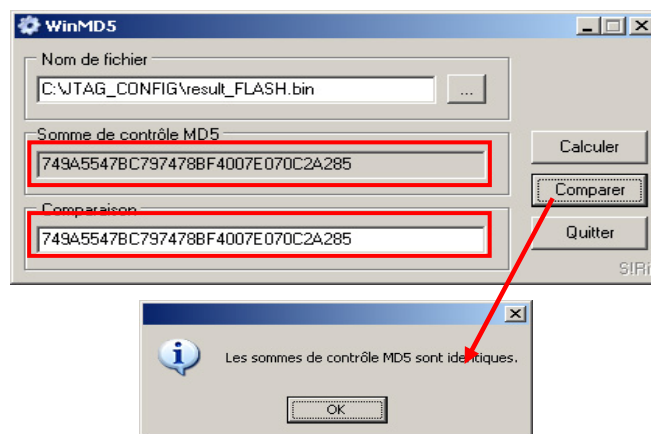 WinMD5
Nom de fichier
C:\JTAG_CONFIG\result_FLASH.bin
...
Somme de contrôle MD5
749A5547BC797478BF4007E070C2A285
Calculer
Comparer
Comparaison
749A5547BC797478BF4007E070C2A285
Quitter
Les sommes de contrôle MD5 sont identiques.
OK